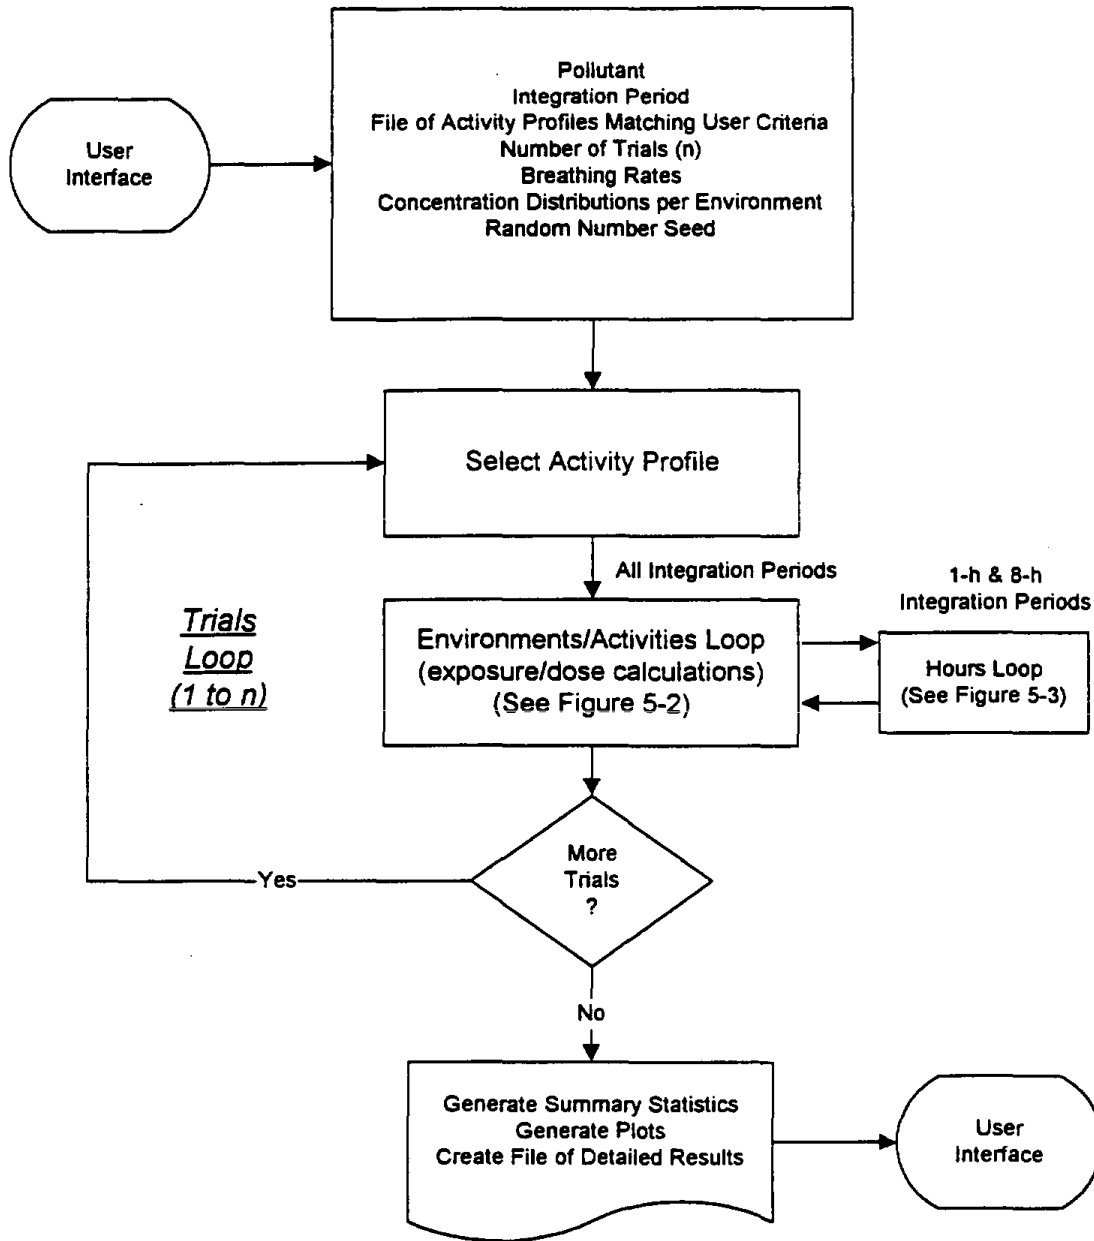 User
Interface
Pollutant
Integration Period
File of Activity Profiles Matching User Criteria
Number of Trials (n)
Breathing Rates
Concentration Distributions per Environment
Random Number Seed
Select Activity Profile
All Integration Periods
1-h & 8-h
Integration Periods
Trials
Loop
(1 to n)
Environments/Activities Loop
(exposure/dose calculations)
(See Figure 5-2)
Hours Loop
(See Figure 5-3)
More
Trials
?
Yes
No
Generate Summary Statistics
Generate Plots
Create File of Detailed Results
User
Interface